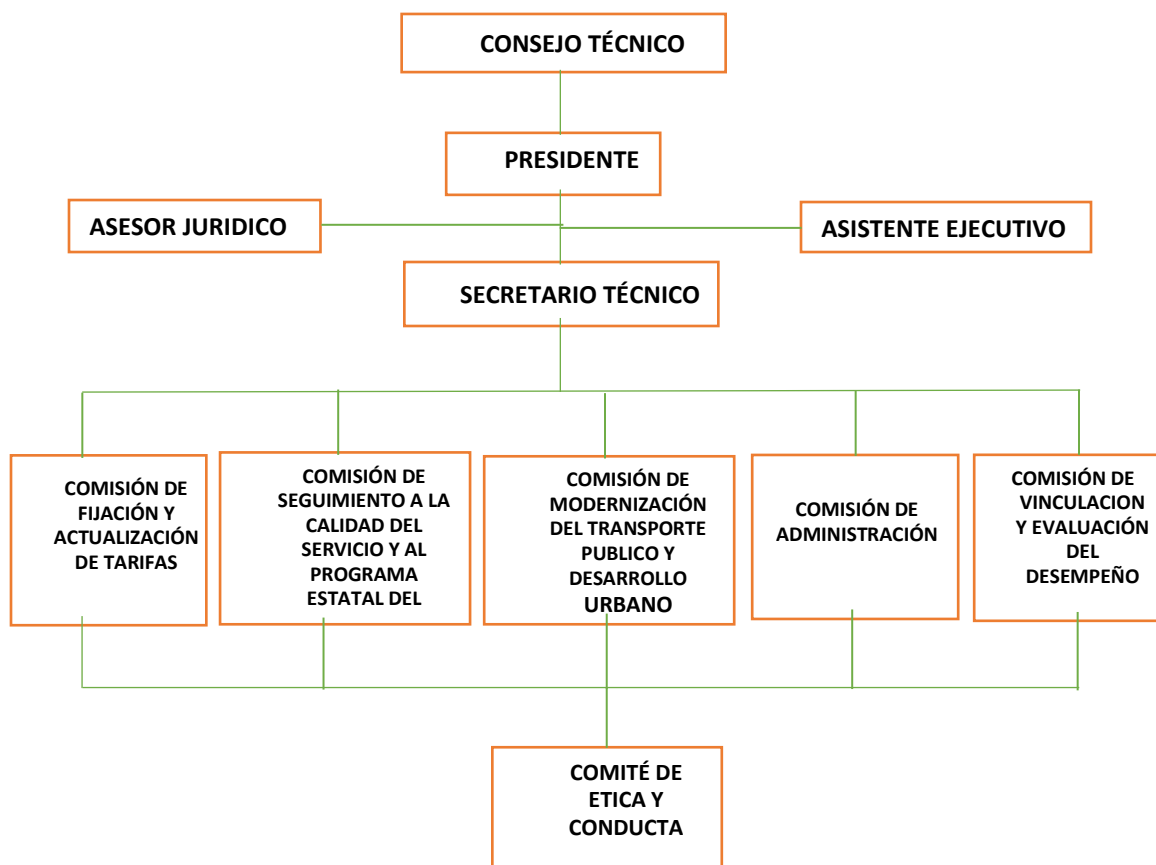 CONSEJO TÉCNICO
PRESIDENTE
ASESOR JURIDICO
ASISTENTE EJECUTIVO
SECRETARIO TÉCNICO
COMISIÓN DE
FIJACIÓN Y
ACTUALIZACIÓN
DE TARIFAS
COMISIÓN DE
SEGUIMIENTO A LA
CALIDAD DEL
SERVICIO Y AL
PROGRAMA
ESTATAL DEL
COMISIÓN DE
MODERNIZACIÓN
DEL TRANSPORTE
PUBLICO Y
DESARROLLO
URBANO
COMISIÓN DE
ADMINISTRACIÓN
COMISIÓN DE
VINCULACION
Y EVALUACIÓN
DEL
DESEMPEÑO
COMITÉ DE
ETICA Y
CONDUCTA